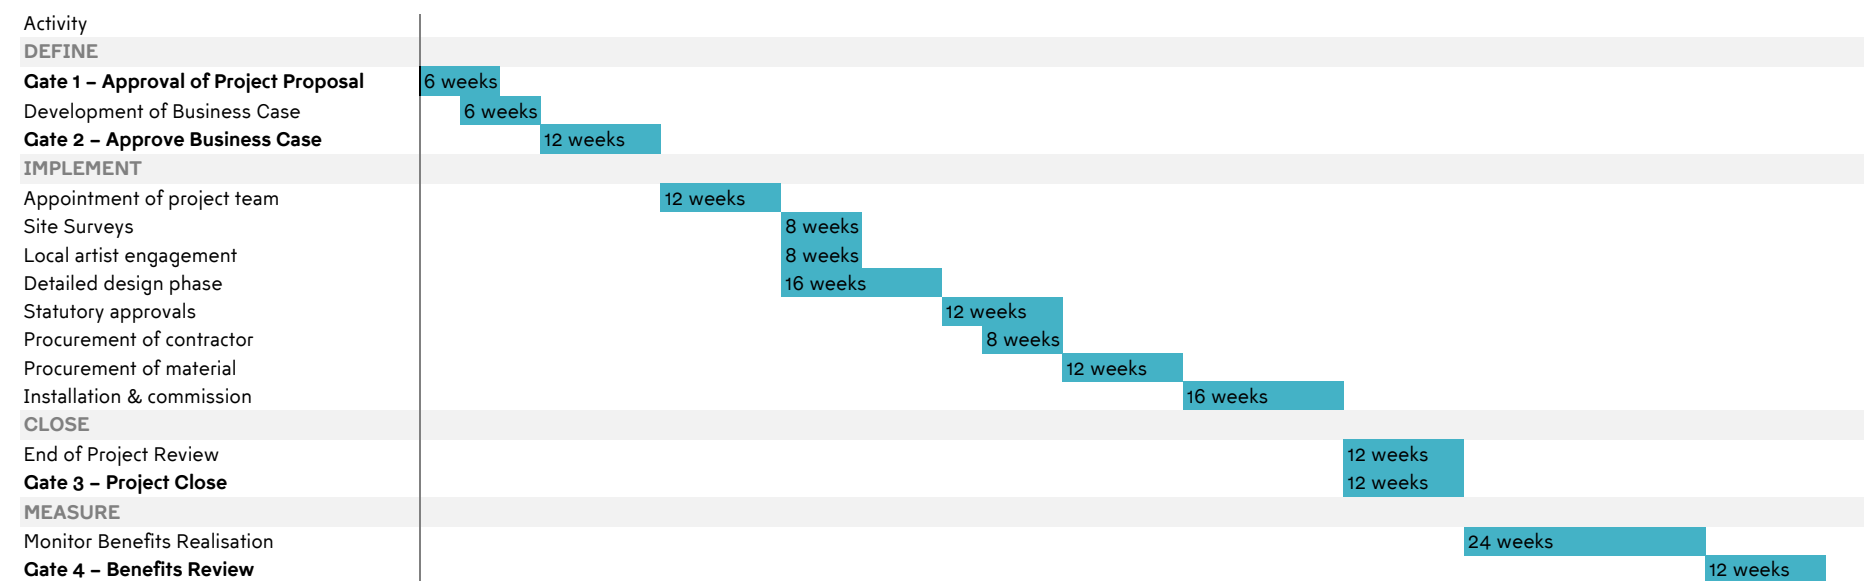 Activity
DEFINE
Gate 1 – Approval of Project Proposal 6 weeks
Development of Business Case 6 weeks
Gate 2 – Approve Business Case 12 weeks
IMPLEMENT
Appointment of project team 12 weeks
Site Surveys 8 weeks
Local artist engagement 8 weeks
Detailed design phase 16 weeks
Statutory approvals 12 weeks
Procurement of contractor 8 weeks
Procurement of material 12 weeks
Installation & commission 16 weeks
CLOSE
End of Project Review 12 weeks
Gate 3 – Project Close 12 weeks
MEASURE
Monitor Benefits Realisation 24 weeks
Gate 4 – Benefits Review 12 weeks